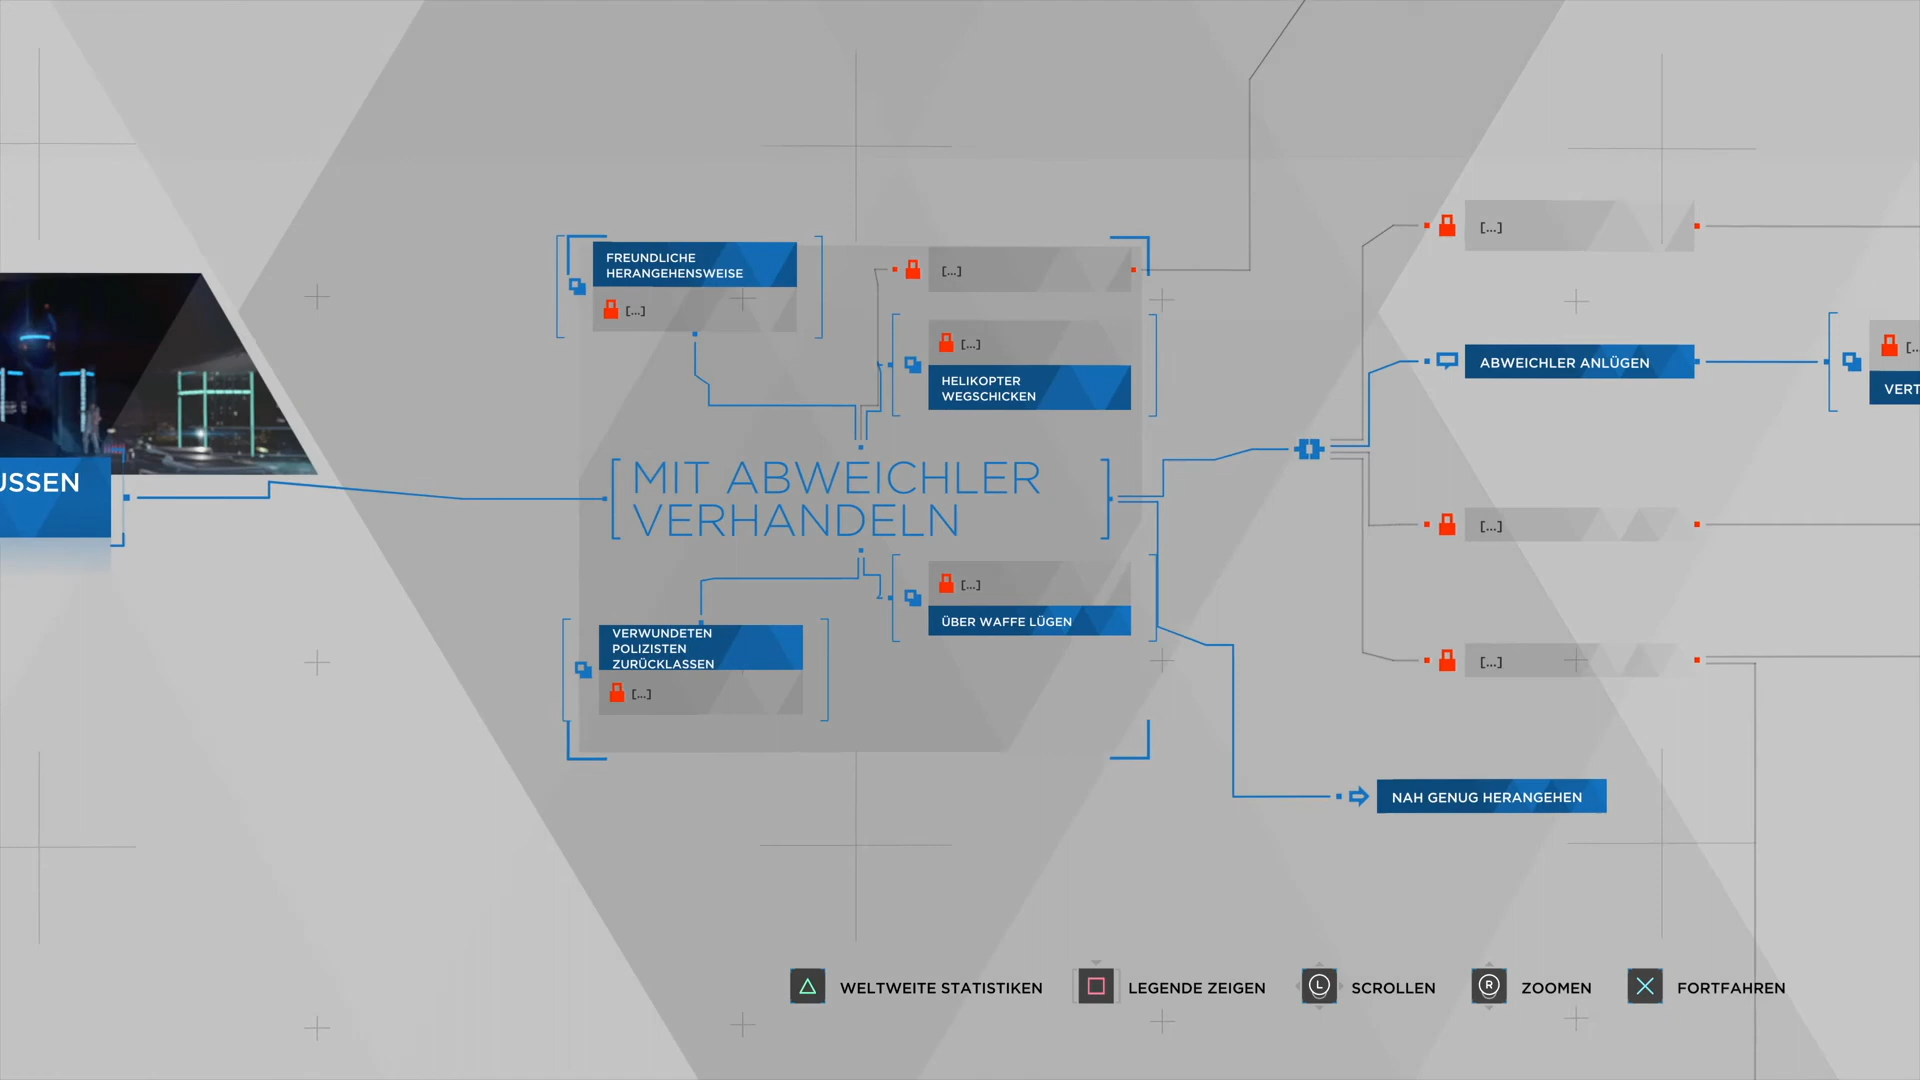 USSEN
FREUNDLICHE
HERANGEHENSWEISE
[...]
[...]
[...]
HELIKOPTER
WEGSCHICKEN
MIT ABWEICHLER
VERHANDELN
[...]
ÜBER WAFFE LÜGEN
VERWUNDETEN
POLIZISTEN
ZURÜCKLASSEN
[...]
[...]
ABWEICHLER ANLÜGEN
[..
VERT
[...]
[...]
NAH GENUG HERANGEHEN
WELTWEITE STATISTIKEN
LEGENDE ZEIGEN
L
SCROLLEN
R
ZOOMEN
FORTFAHREN